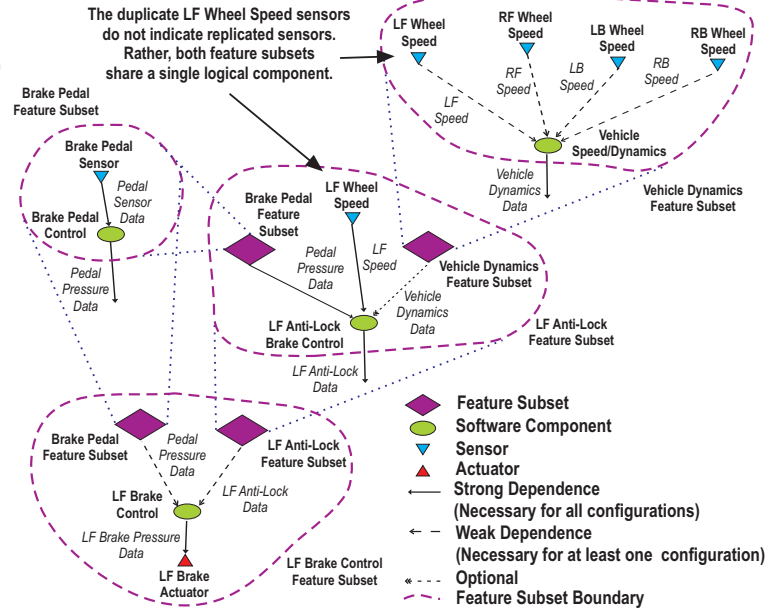 The duplicate LF Wheel Speed sensors
do not indicate replicated sensors.
Rather, both feature subsets
share a single logical component.
LF Wheel
Speed
RF Wheel
Speed
LB Wheel
Speed
RB Wheel
Speed
LF
Speed
RF
Speed
LB
Speed
RB
Speed
Vehicle
Speed/Dynamics
Vehicle
Dynamics
Data
Vehicle Dynamics
Feature Subset
Brake Pedal
Feature Subset
Brake Pedal
Sensor
Pedal
Sensor
Data
Brake Pedal
Control
Pedal
Pressure
Data
Brake Pedal
Feature
Subset
LF Wheel
Speed
Pedal
Pressure
Data
LF
Speed
Vehicle Dynamics
Feature Subset
Vehicle
Dynamics
Data
LF Anti-Lock
Brake Control
LF Anti-Lock
Data
LF Anti-Lock
Feature Subset
Brake Pedal
Feature Subset
Pedal
Pressure
Data
LF Anti-Lock
Feature Subset
LF Anti-Lock
Data
LF Brake
Control
LF Brake Pressure
Data
LF Brake
Actuator
LF Brake Control
Feature Subset
Feature Subset
Software Component
Sensor
Actuator
Strong Dependence
(Necessary for all configurations)
Weak Dependence
(Necessary for at least one configuration)
Optional
Feature Subset Boundary